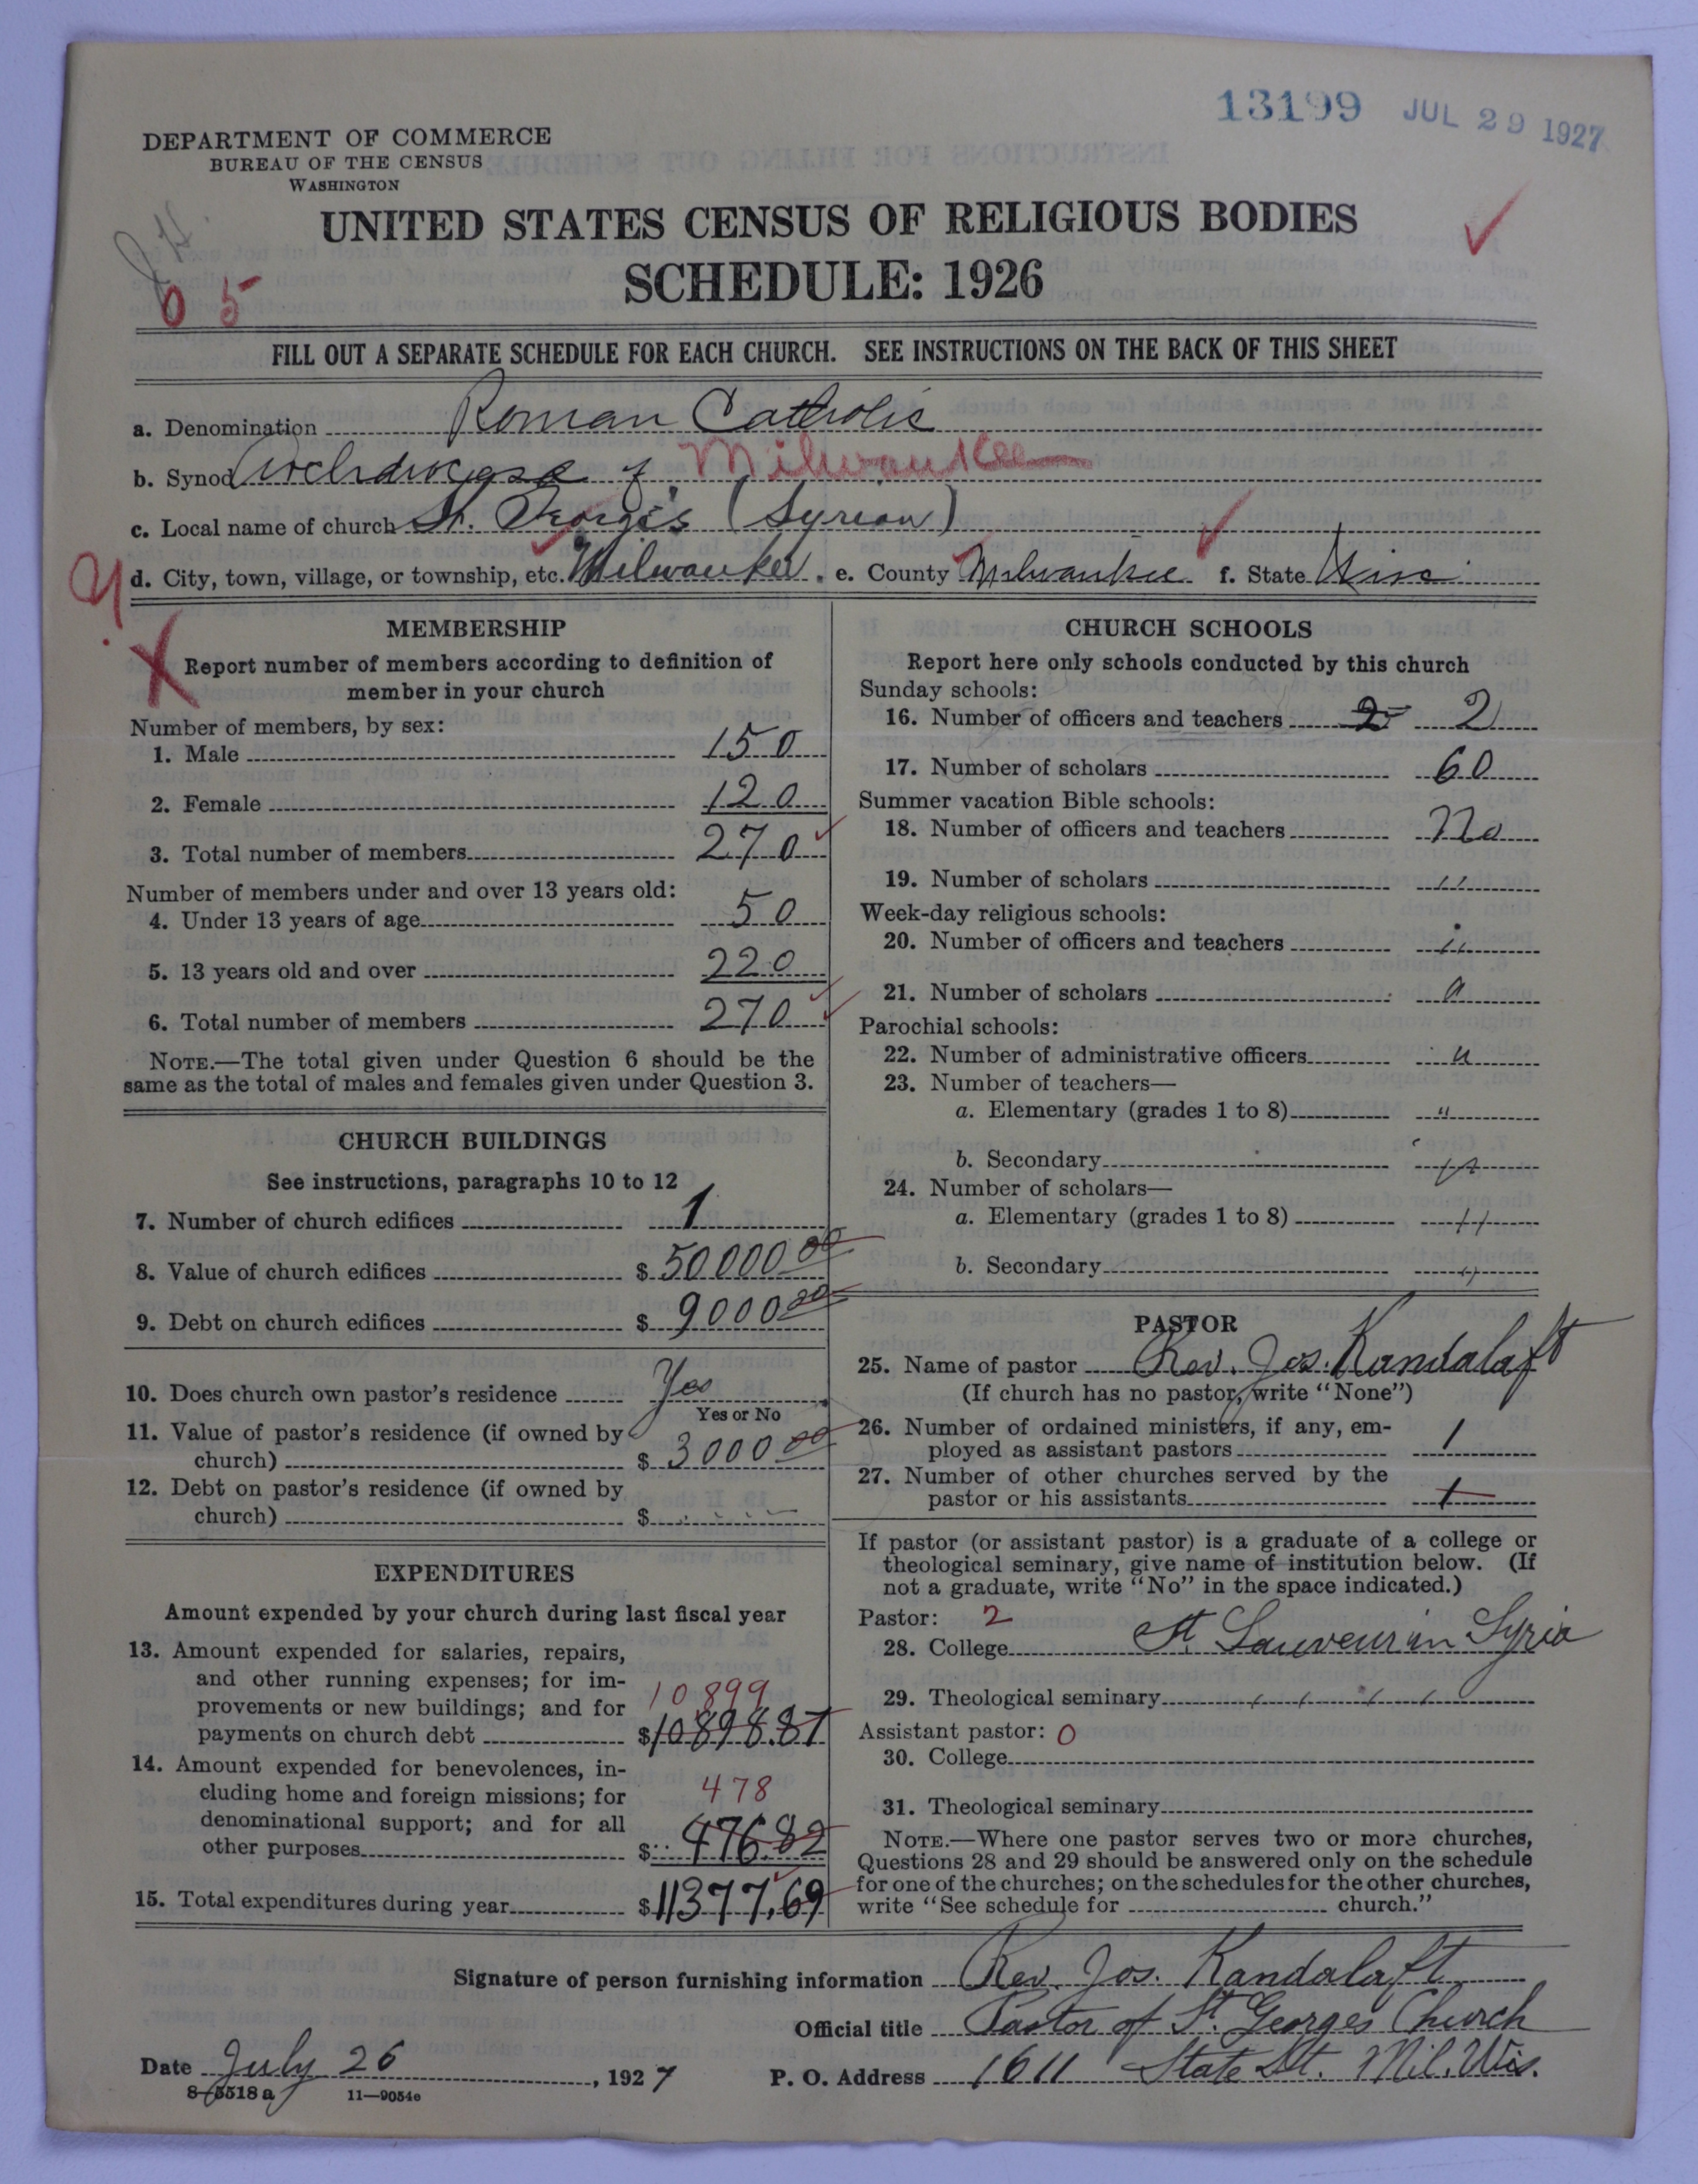 13199 JUL 29 1927
DEPARTMENT OF COMMERCE
BUREAU OF THE CENSUS
WASHINGTON
UNITED STATES CENSUS OF RELIGIOUS BODIES
SCHEDULE: 1926
05
FILL OUT A SEPARATE SCHEDULE FOR EACH CHURCH. SEE INSTRUCTIONS ON THE BACK OF THIS SHEET
a. Denomination Roman Catholic
b. Synod Archdiocese of Milwaukee
c. Local name of church St. George's (Syrian)
d. City, town, village, or township, etc. Milwaukee. e. County Milwaukee f. State Wisc
MEMBERSHIP
X Report number of members according to definition of
member in your church
Number of members, by sex:
1. Male 150
2. Female 120
3. Total number of members 270
Number of members under and over 13 years old:
4. Under 13 years of age 50
5. 13 years old and over 220
6. Total number of members 270
NOTE.—The total given under Question 6 should be the
same as the total of males and females given under Question 3.
CHURCH BUILDINGS
See instructions, paragraphs 10 to 12
7. Number of church edifices 1
8. Value of church edifices $ 50000 00
9. Debt on church edifices $ 9000 00
10. Does church own pastor's residence Yes
Yes or No
11. Value of pastor's residence (if owned by
church) $ 3000 00
12. Debt on pastor's residence (if owned by
church) $
EXPENDITURES
Amount expended by your church during last fiscal year
13. Amount expended for salaries, repairs,
and other running expenses; for im-
provements or new buildings; and for 10899
payments on church debt $10898.87
14. Amount expended for benevolences, in-
cluding home and foreign missions; for 478
denominational support; and for all
other purposes $ 476.82
15. Total expenditures during year $11377.69
CHURCH SCHOOLS
Report here only schools conducted by this church
Sunday schools:
16. Number of officers and teachers 2 2
17. Number of scholars 60
Summer vacation Bible schools:
18. Number of officers and teachers no
19. Number of scholars "
Week-day religious schools:
20. Number of officers and teachers "
21. Number of scholars "
Parochial schools:
22. Number of administrative officers "
23. Number of teachers—
a. Elementary (grades 1 to 8) "
b. Secondary "
24. Number of scholars—
a. Elementary (grades 1 to 8) "
b. Secondary "
PASTOR
25. Name of pastor Rev. Jos. Kandalaft
(If church has no pastor, write "None")
26. Number of ordained ministers, if any, em-
ployed as assistant pastors 1
27. Number of other churches served by the
pastor or his assistants 1
If pastor (or assistant pastor) is a graduate of a college or
theological seminary, give name of institution below. (If
not a graduate, write "No" in the space indicated.)
Pastor: 2
28. College St Sauveur in Syria
29. Theological seminary " " " "
Assistant pastor: 0
30. College
31. Theological seminary
NOTE.—Where one pastor serves two or more churches,
Questions 28 and 29 should be answered only on the schedule
for one of the churches; on the schedules for the other churches,
write "See schedule for church."
Signature of person furnishing information Rev. Jos. Kandalaft
Official title Pastor of St. Georges Church
Date July 26, 1927 P. O. Address 1611 State St. Mil. Wis.
8-5518 a 11—9054e